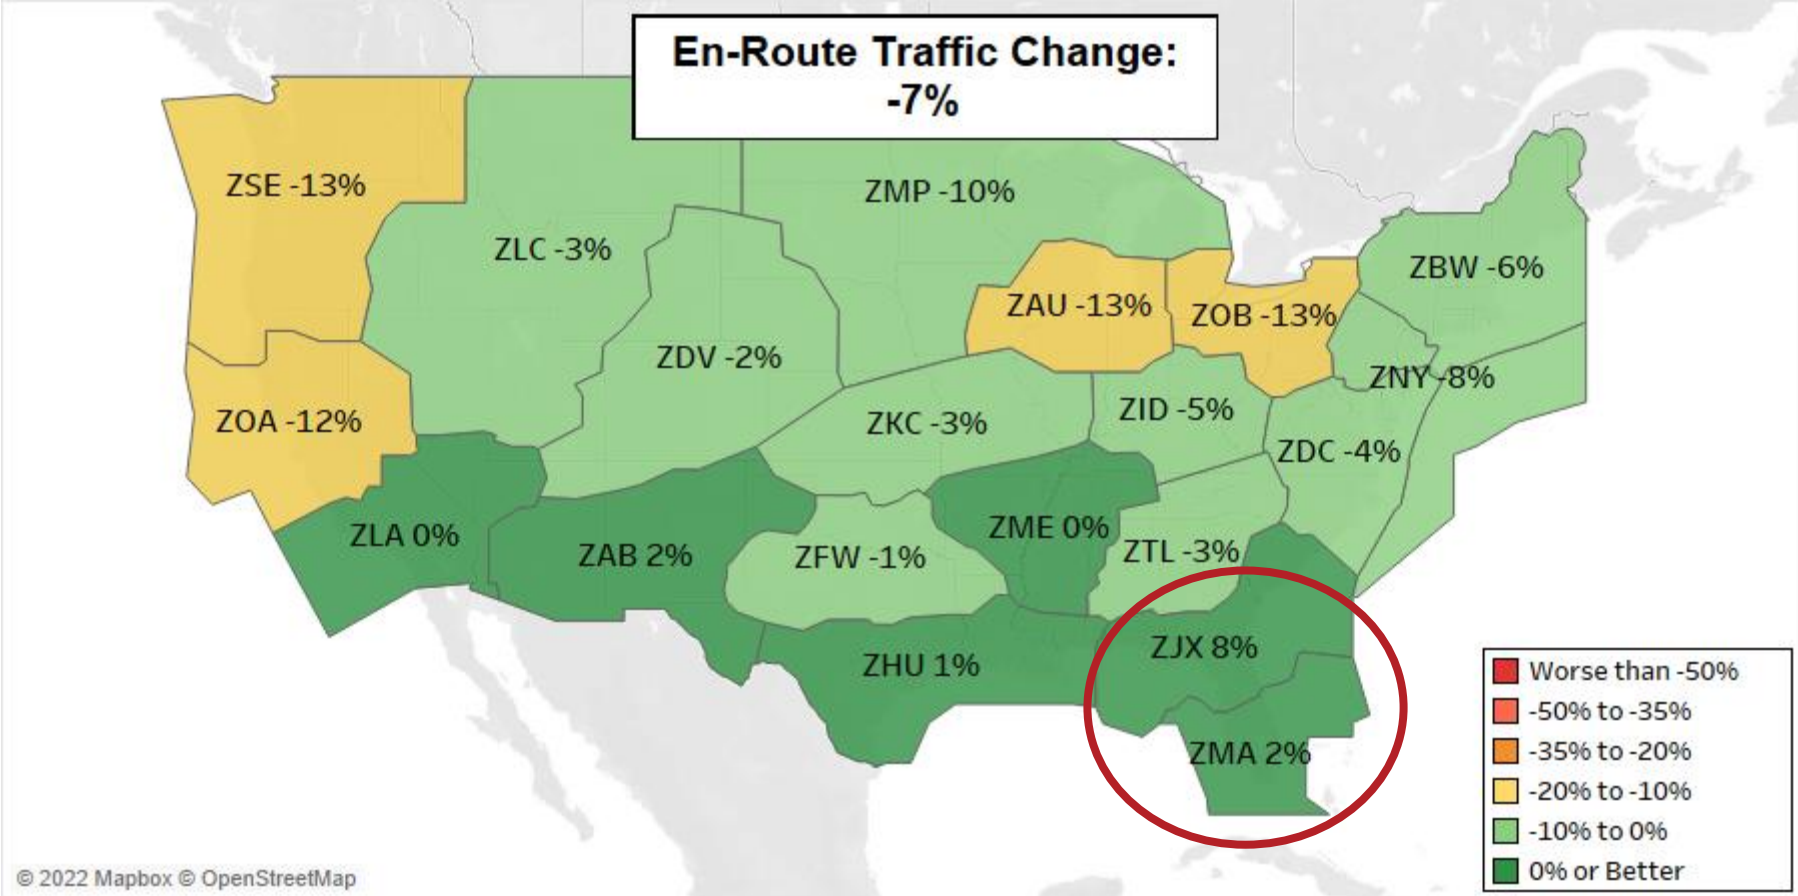 En-Route Traffic Change:
-7%
ZSE -13%
ZMP -10%
ZLC -3%
ZBW -6%
ZAU -13%
ZOB -13%
ZDV -2%
ZNY -8%
ZOA -12%
ZKC -3%
ZID -5%
ZDC -4%
ZLA 0%
ZAB 2%
ZFW -1%
ZME 0%
ZTL -3%
ZHU 1%
ZJX 8%
ZMA 2%
Worse than -50%
-50% to -35%
-35% to -20%
-20% to -10%
-10% to 0%
0% or Better
© 2022 Mapbox © OpenStreetMap